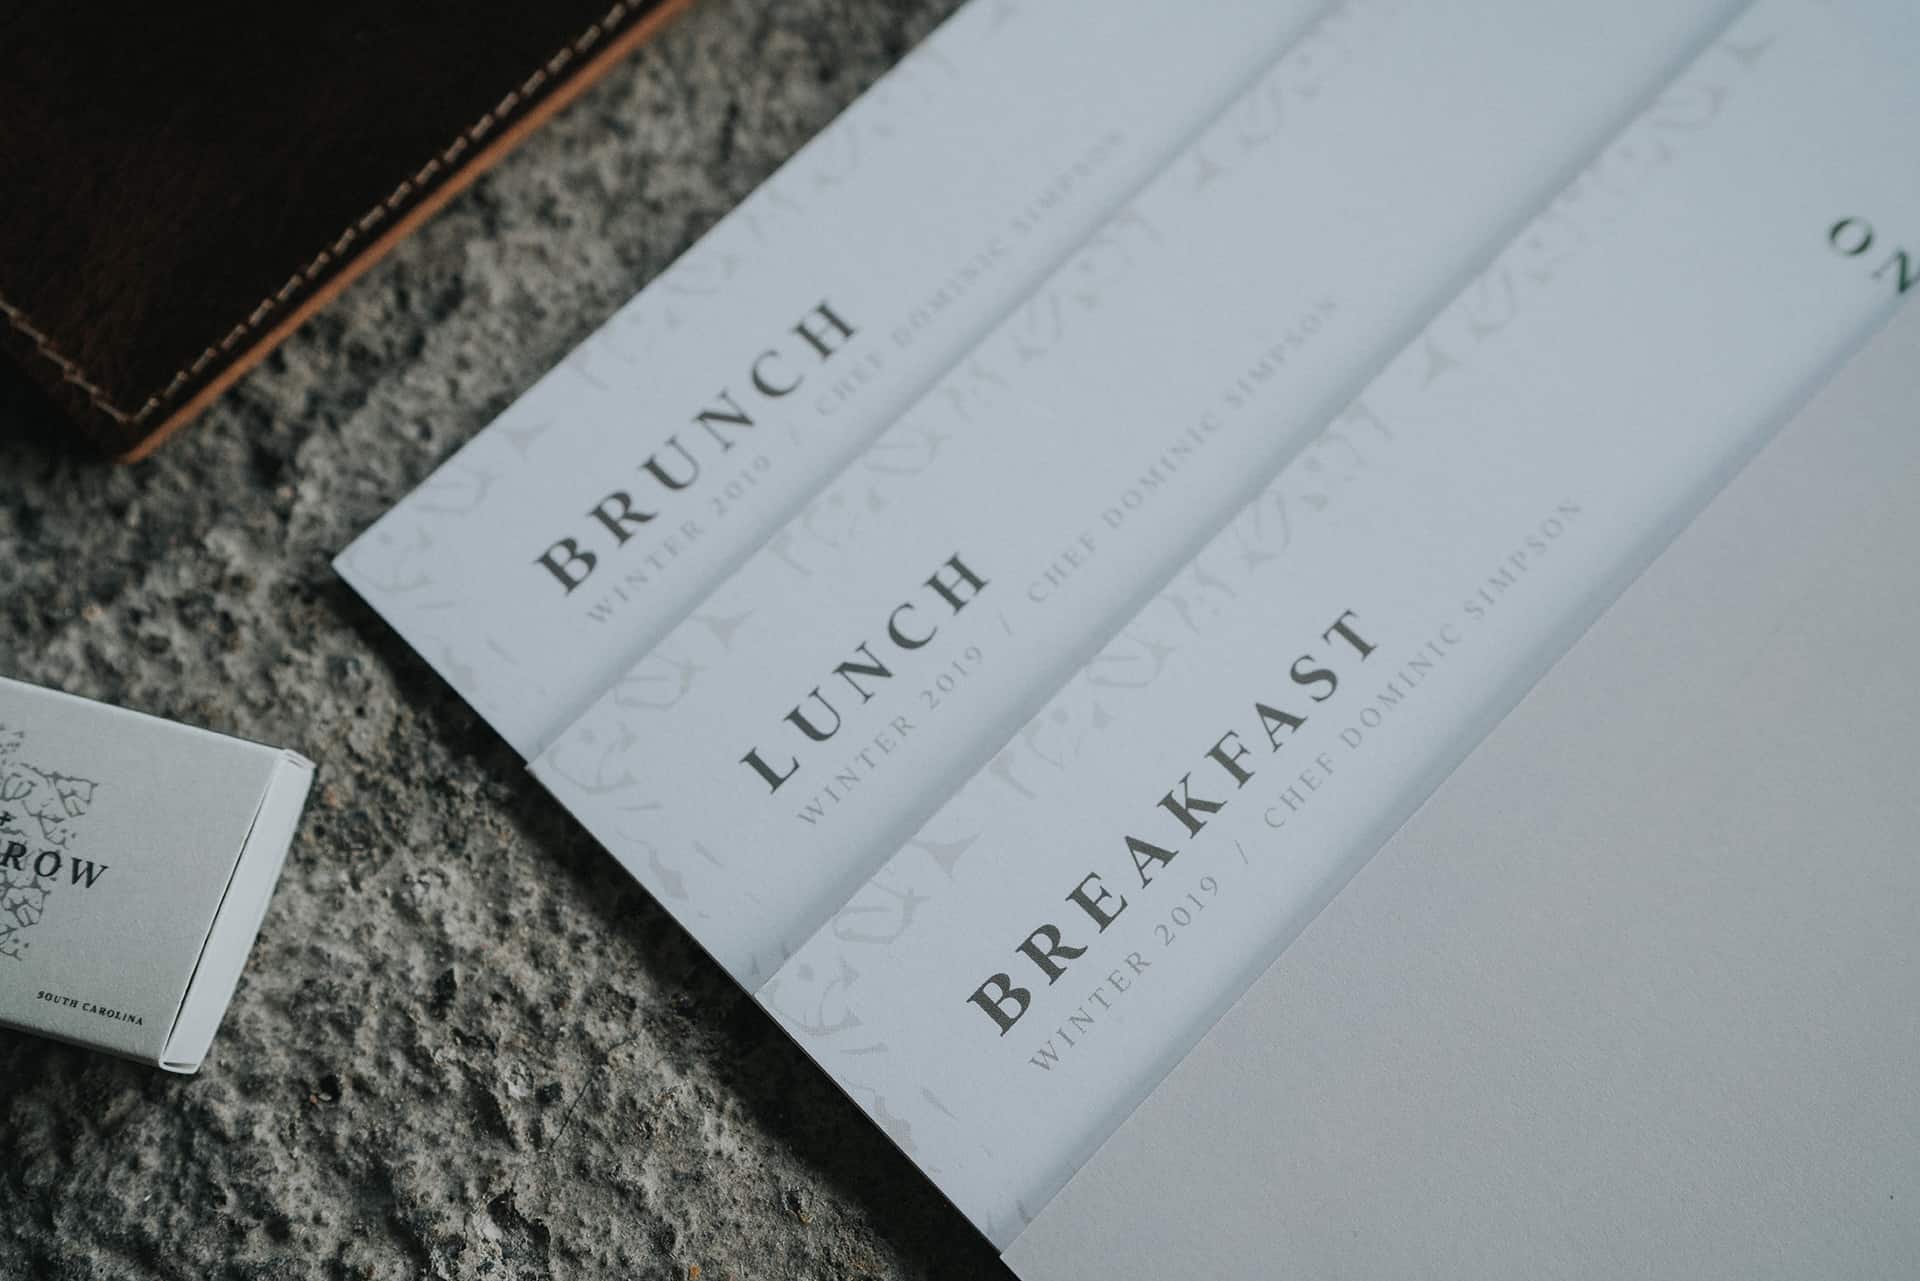 BRUNCH
WINTER 2019 / CHEF DOMINIC SIMPSON
LUNCH
WINTER 2019 / CHEF DOMINIC SIMPSON
BREAKFAST
WINTER 2019 / CHEF DOMINIC SIMPSON
ON
+
ROW
SOUTH CAROLINA